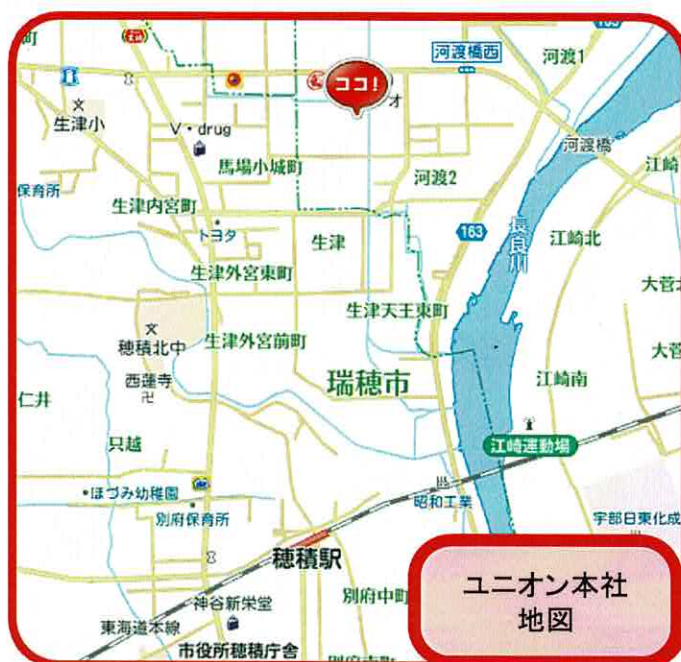 町
河渡橋西
河渡1
163
ココ!
オ
生津小
V・drug
河渡橋
江崎
馬場小城町
河渡2
保育所
生津内宮町
トヨタ
生津
163
長良川
江崎北
生津外宮東町
大菅北
生津天王東町
穂積北中
生津外宮前町
大菅
西蓮寺
瑞穂市
仁井
江崎南
只越
江崎運動場
ほづみ幼稚園
昭和工業
別府保育所
宇部日東化成
穂積駅
ユニオン本社
地図
神谷新栄堂
別府中町
東海道本線
市役所穂積庁舎